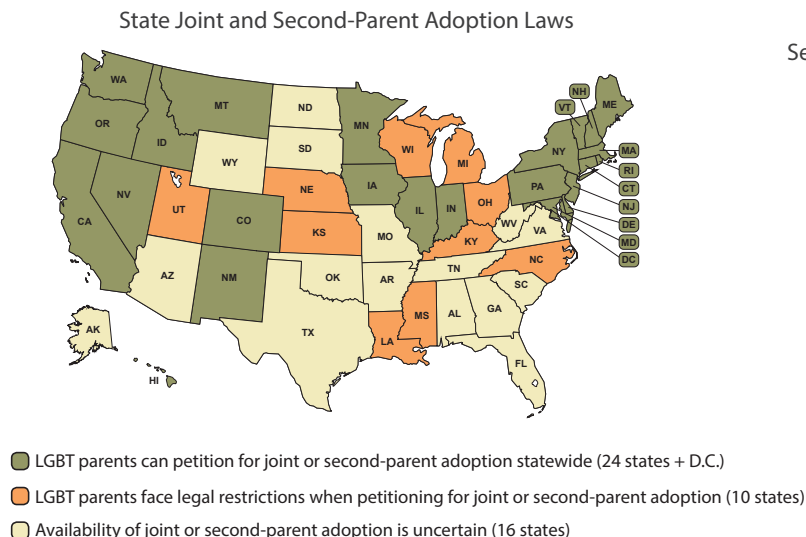 State Joint and Second-Parent Adoption Laws
Se
WA
MT
ND
MN
NH
VT
ME
OR
ID
WY
SD
WI
MI
NY
MA
RI
CT
NJ
DE
MD
DC
NV
UT
CO
NE
KS
IA
IL
IN
OH
PA
WV
VA
CA
AZ
NM
OK
MO
AR
KY
TN
NC
SC
TX
LA
MS
AL
GA
FL
AK
HI
LGBT parents can petition for joint or second-parent adoption statewide (24 states + D.C.)
LGBT parents face legal restrictions when petitioning for joint or second-parent adoption (10 states)
Availability of joint or second-parent adoption is uncertain (16 states)